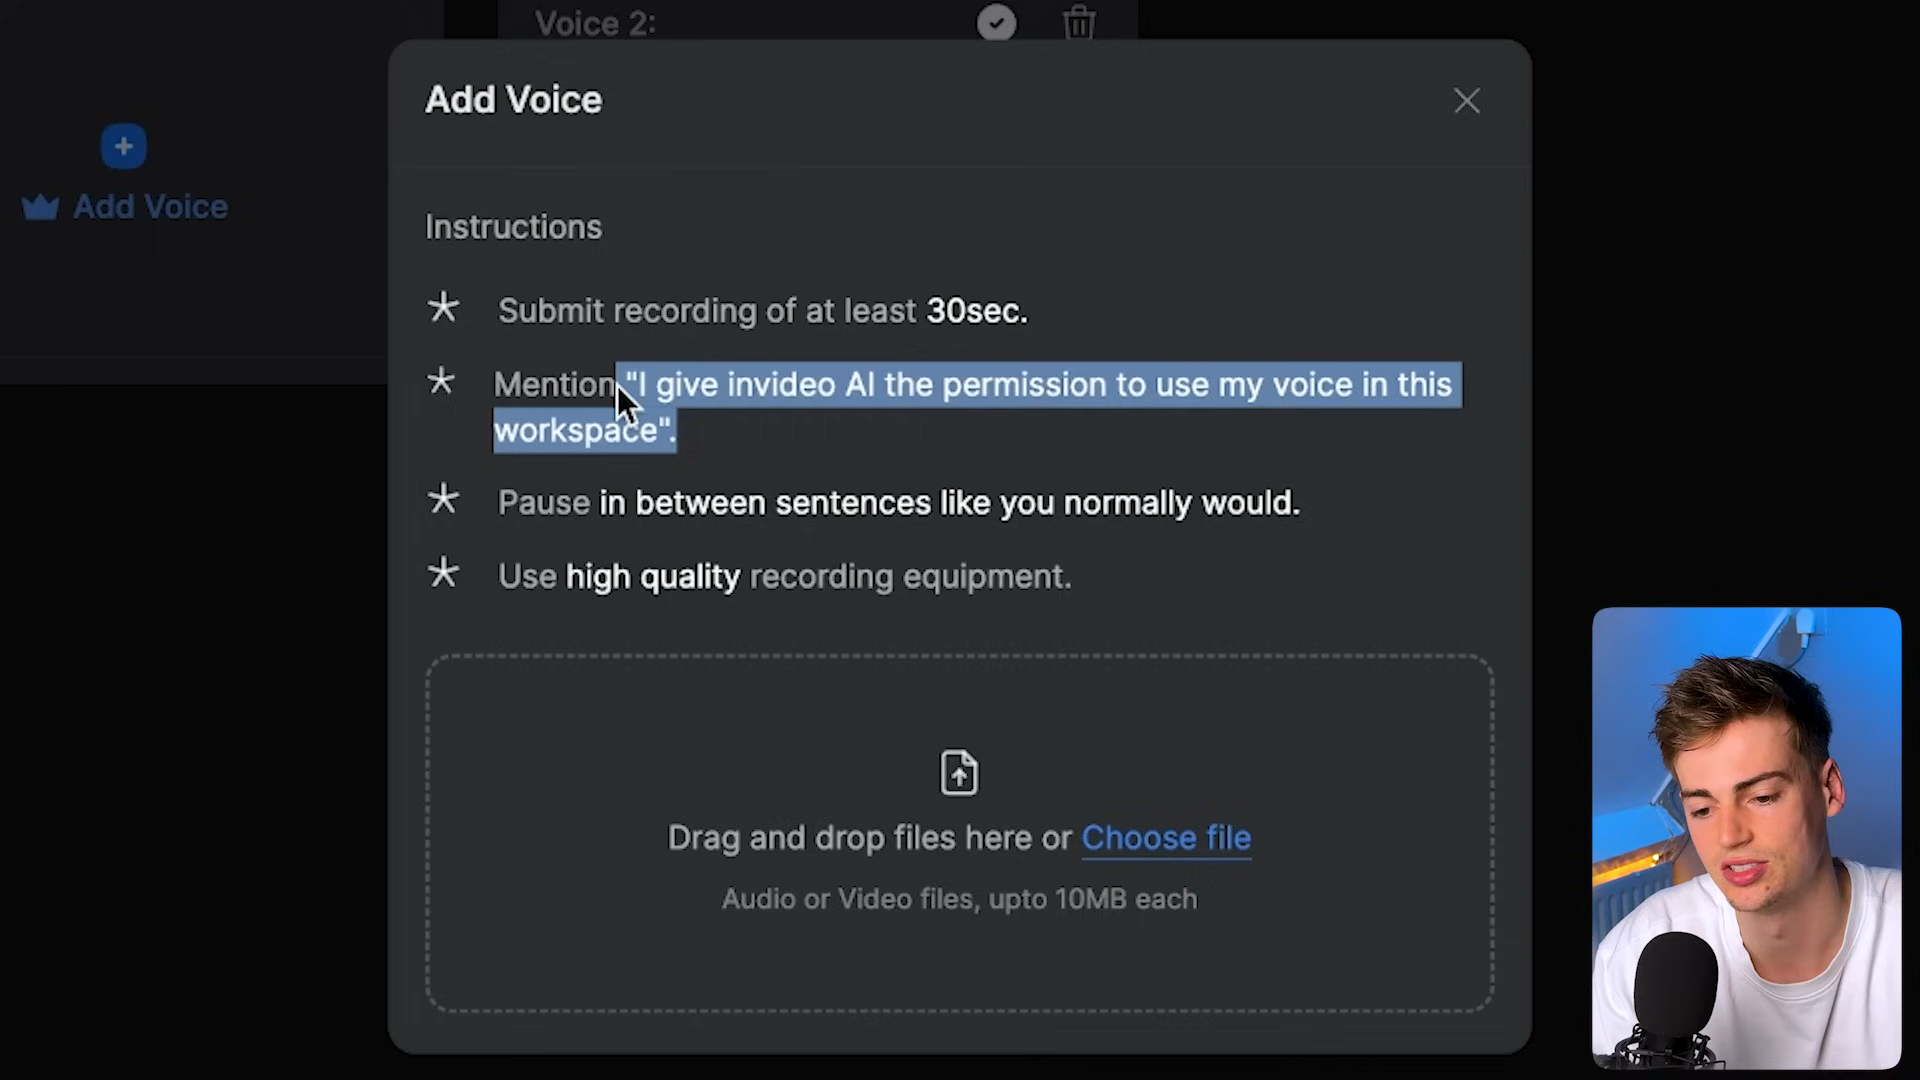 Voice 2:
Add Voice
Add Voice
Instructions
Submit recording of at least 30sec.
Mention "I give invideo AI the permission to use my voice in this
workspace".
Pause in between sentences like you normally would.
Use high quality recording equipment.
Drag and drop files here or Choose file
Audio or Video files, upto 10MB each